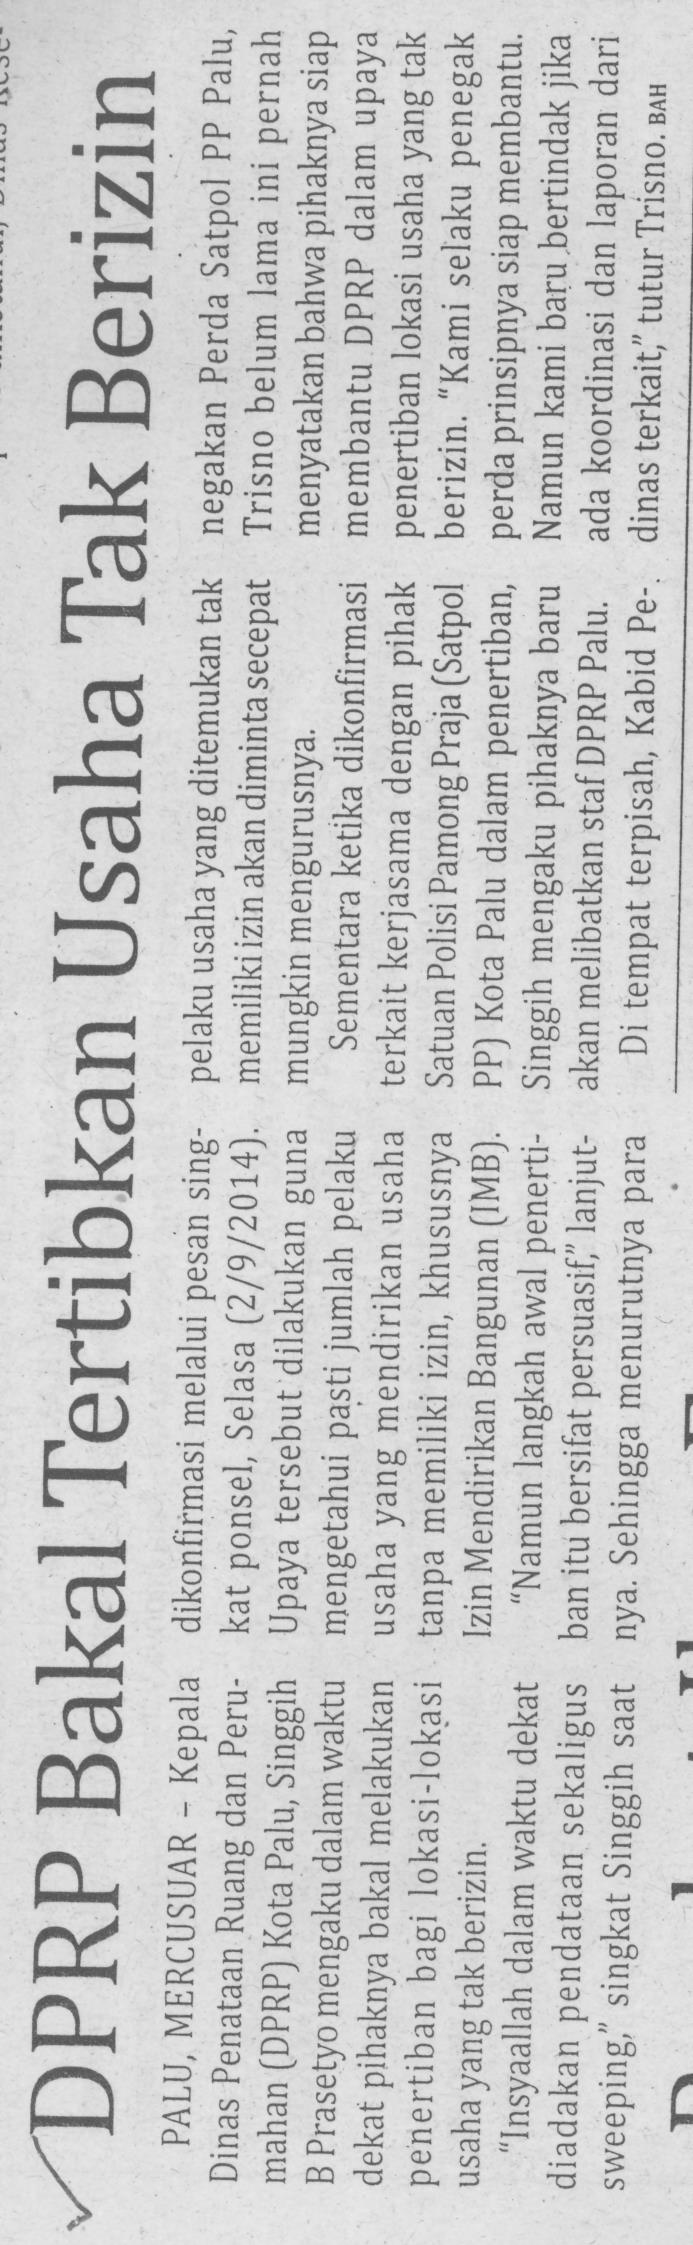 DPRP Bakal Tertibkan Usaha Tak Berizin
PALU, MERCUSUAR – Kepala
Dinas Penataan Ruang dan Peru-
mahan (DPRP) Kota Palu, Singgih
B Prasetyo mengaku dalam waktu
dekat pihaknya bakal melakukan
penertiban bagi lokasi-lokasi
usaha yang tak berizin.
“Insyaallah dalam waktu dekat
diadakan pendataan sekaligus
sweeping,” singkat Singgih saat
dikonfirmasi melalui pesan sing-
kat ponsel, Selasa (2/9/2014).
Upaya tersebut dilakukan guna
mengetahui pasti jumlah pelaku
usaha yang mendirikan usaha
tanpa memiliki izin, khususnya
Izin Mendirikan Bangunan (IMB).
“Namun langkah awal penerti-
ban itu bersifat persuasif,” lanjut-
nya. Sehingga menurutnya para
pelaku usaha yang ditemukan tak
memiliki izin akan diminta secepat
mungkin mengurusnya.
Sementara ketika dikonfirmasi
terkait kerjasama dengan pihak
Satuan Polisi Pamong Praja (Satpol
PP) Kota Palu dalam penertiban,
Singgih mengaku pihaknya baru
akan melibatkan staf DPRP Palu.
Di tempat terpisah, Kabid Pe-
negakan Perda Satpol PP Palu,
Trisno belum lama ini pernah
menyatakan bahwa pihaknya siap
membantu DPRP dalam upaya
penertiban lokasi usaha yang tak
berizin. “Kami selaku penegak
perda prinsipnya siap membantu.
Namun kami baru bertindak jika
ada koordinasi dan laporan dari
dinas terkait,” tutur Trisno. BAH